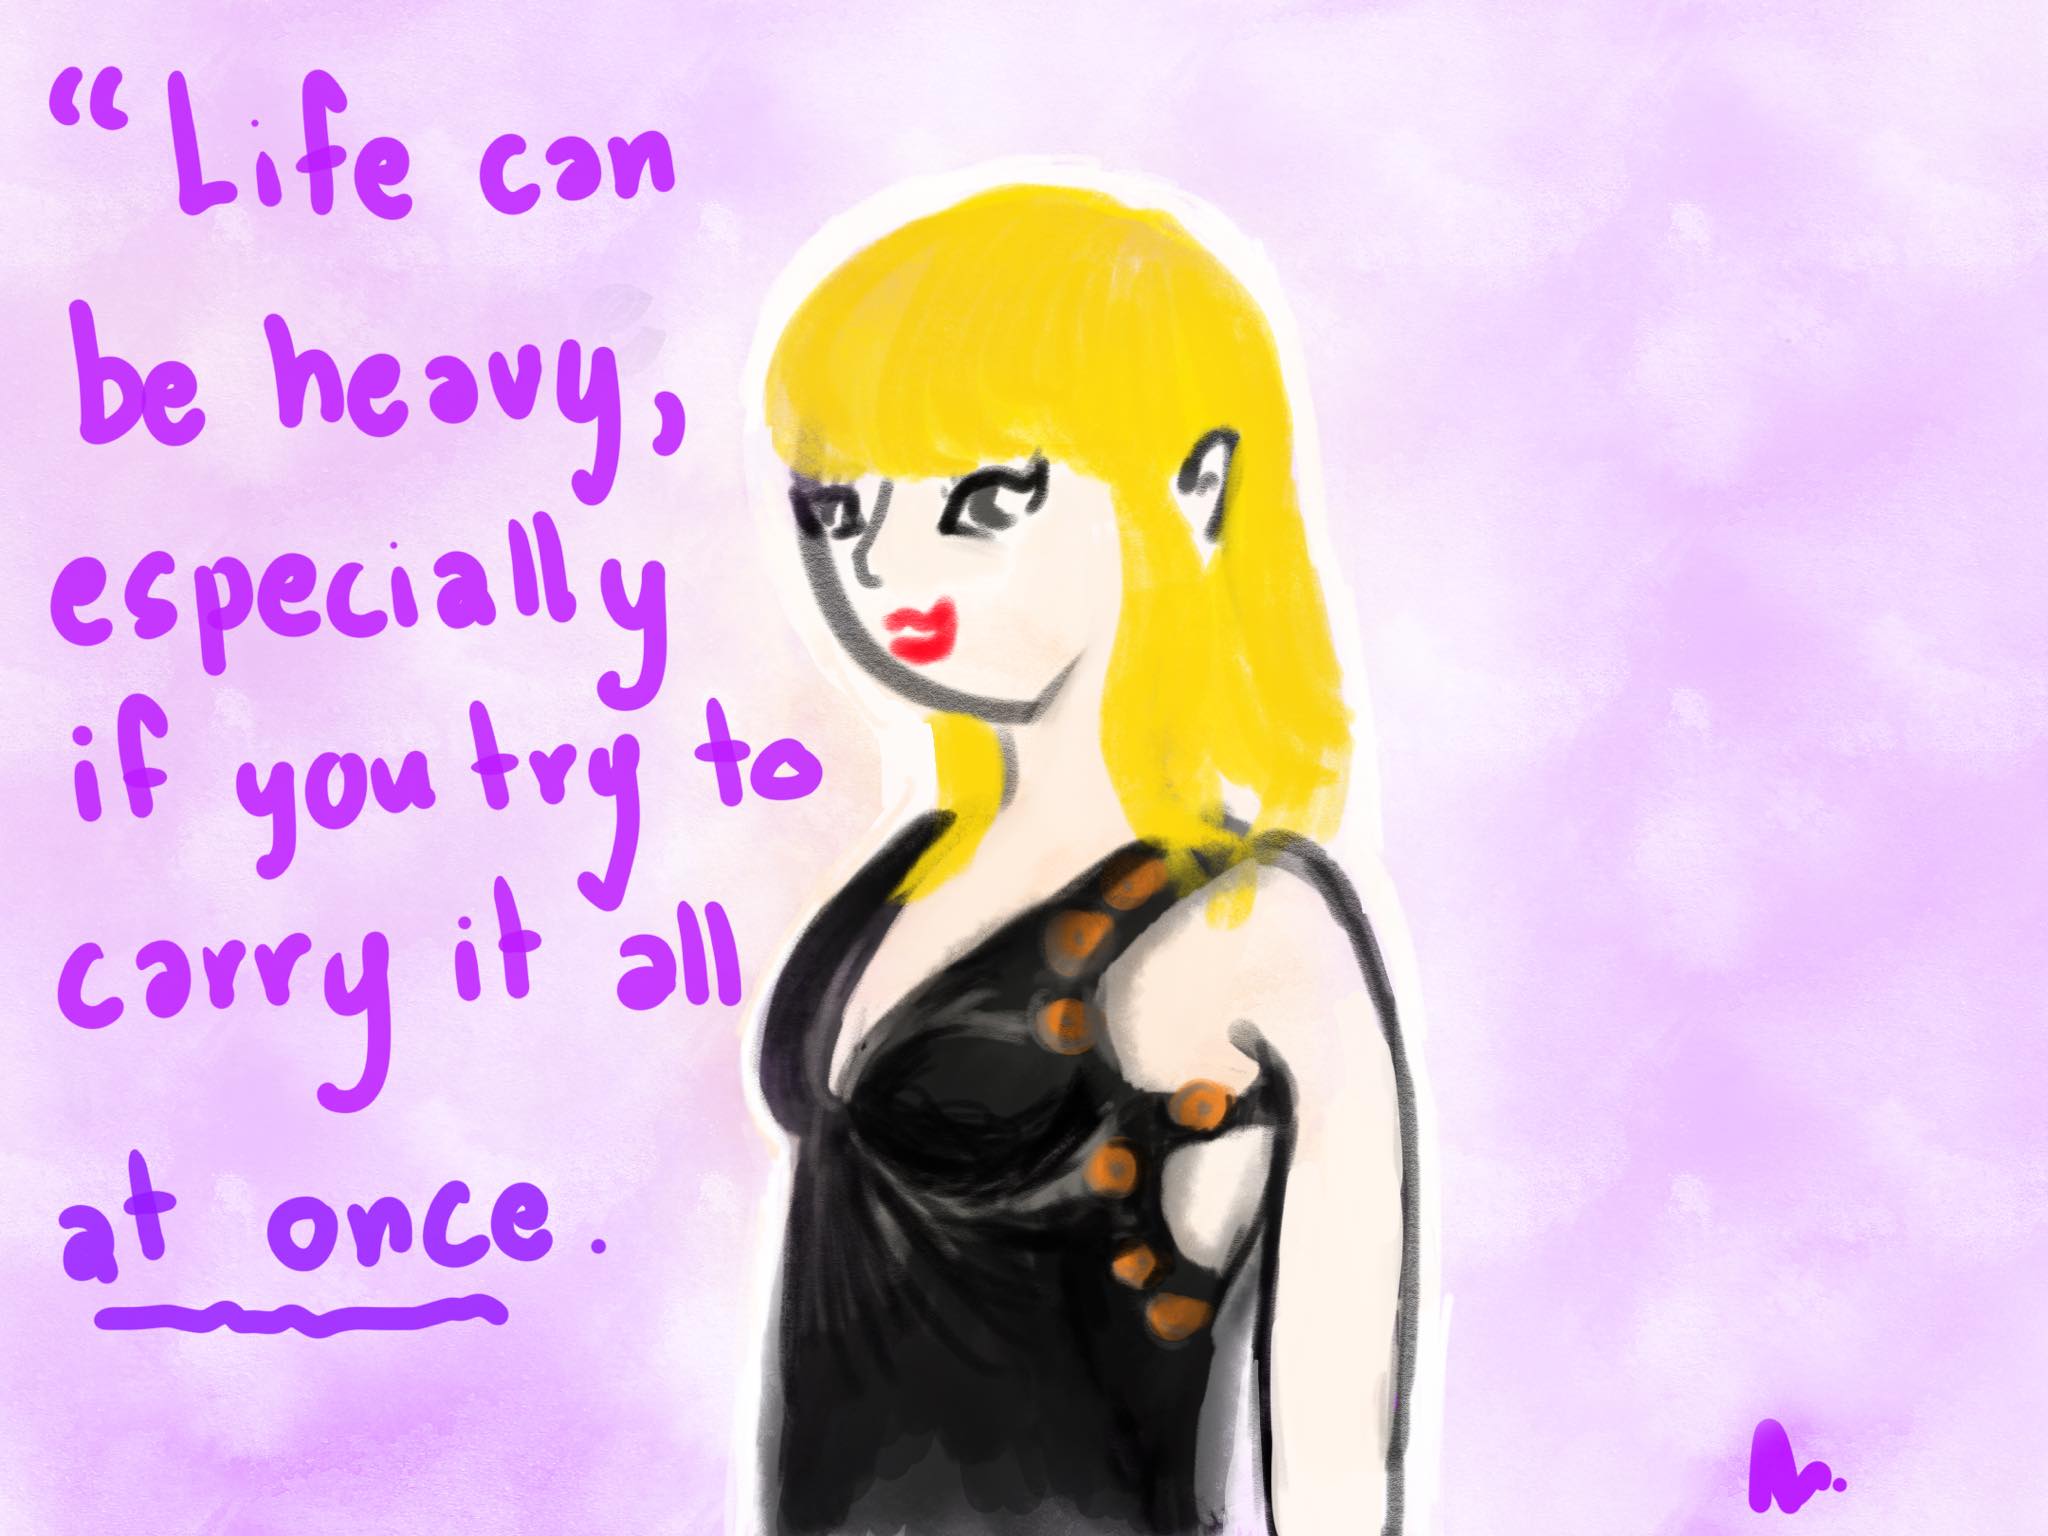 “Life can
be heavy,
especially
if you try to
carry it all
at once.